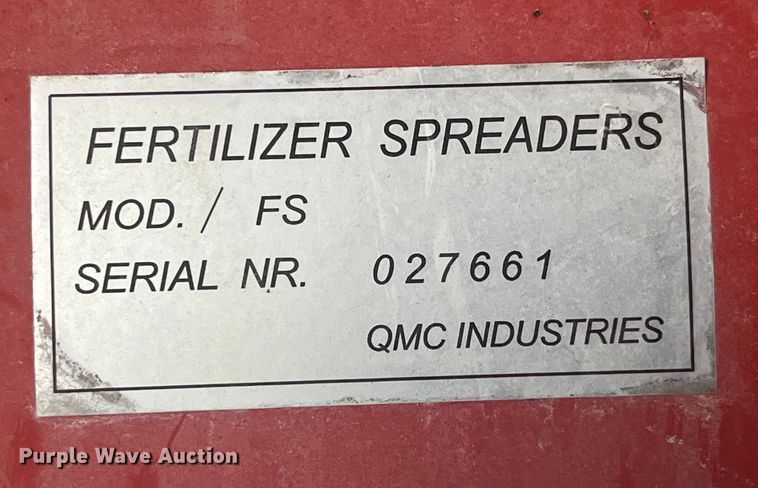 FERTILIZER SPREADERS
MOD. / FS
SERIAL NR. 027661
QMC INDUSTRIES
Purple Wave Auction